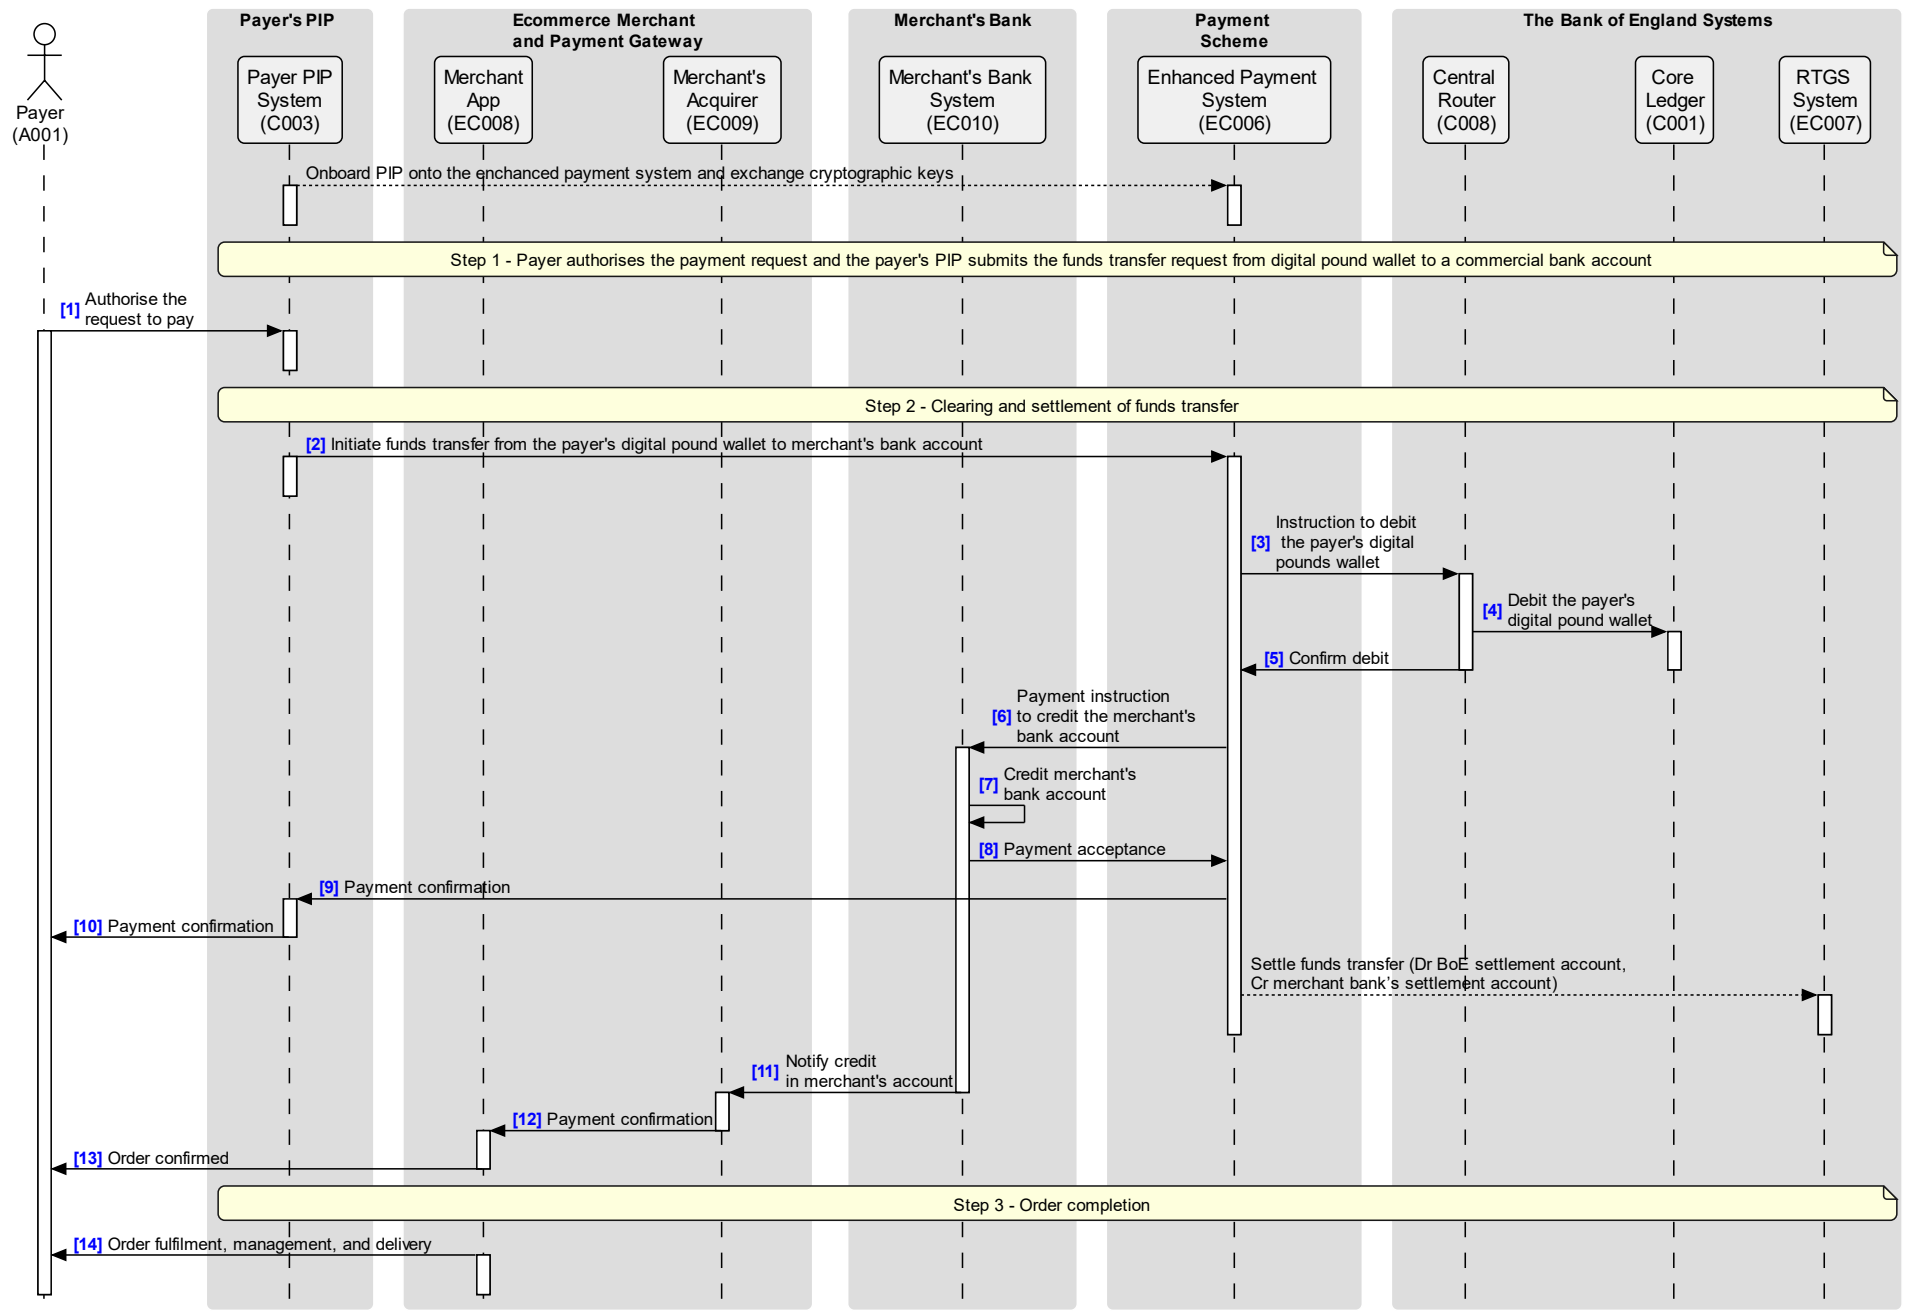 Payer's PIP
Ecommerce Merchant
and Payment Gateway
Merchant's Bank
Payment
Scheme
The Bank of England Systems
Payer
(A001)
Payer PIP
System
(C003)
Merchant
App
(EC008)
Merchant's
Acquirer
(EC009)
Merchant's Bank
System
(EC010)
Enhanced Payment
System
(EC006)
Central
Router
(C008)
Core
Ledger
(C001)
RTGS
System
(EC007)
Onboard PIP onto the enchanced payment system and exchange cryptographic keys
Step 1 - Payer authorises the payment request and the payer's PIP submits the funds transfer request from digital pound wallet to a commercial bank account
[1] Authorise the
request to pay
Step 2 - Clearing and settlement of funds transfer
[2] Initiate funds transfer from the payer's digital pound wallet to merchant's bank account
Instruction to debit
[3] the payer's digital
pounds wallet
[4] Debit the payer's
digital pound wallet
[5] Confirm debit
Payment instruction
[6] to credit the merchant's
bank account
[7] Credit merchant's
bank account
[8] Payment acceptance
[9] Payment confirmation
[10] Payment confirmation
Settle funds transfer (Dr BoE settlement account,
Cr merchant bank’s settlement account)
[11] Notify credit
in merchant's account
[12] Payment confirmation
[13] Order confirmed
Step 3 - Order completion
[14] Order fulfilment, management, and delivery